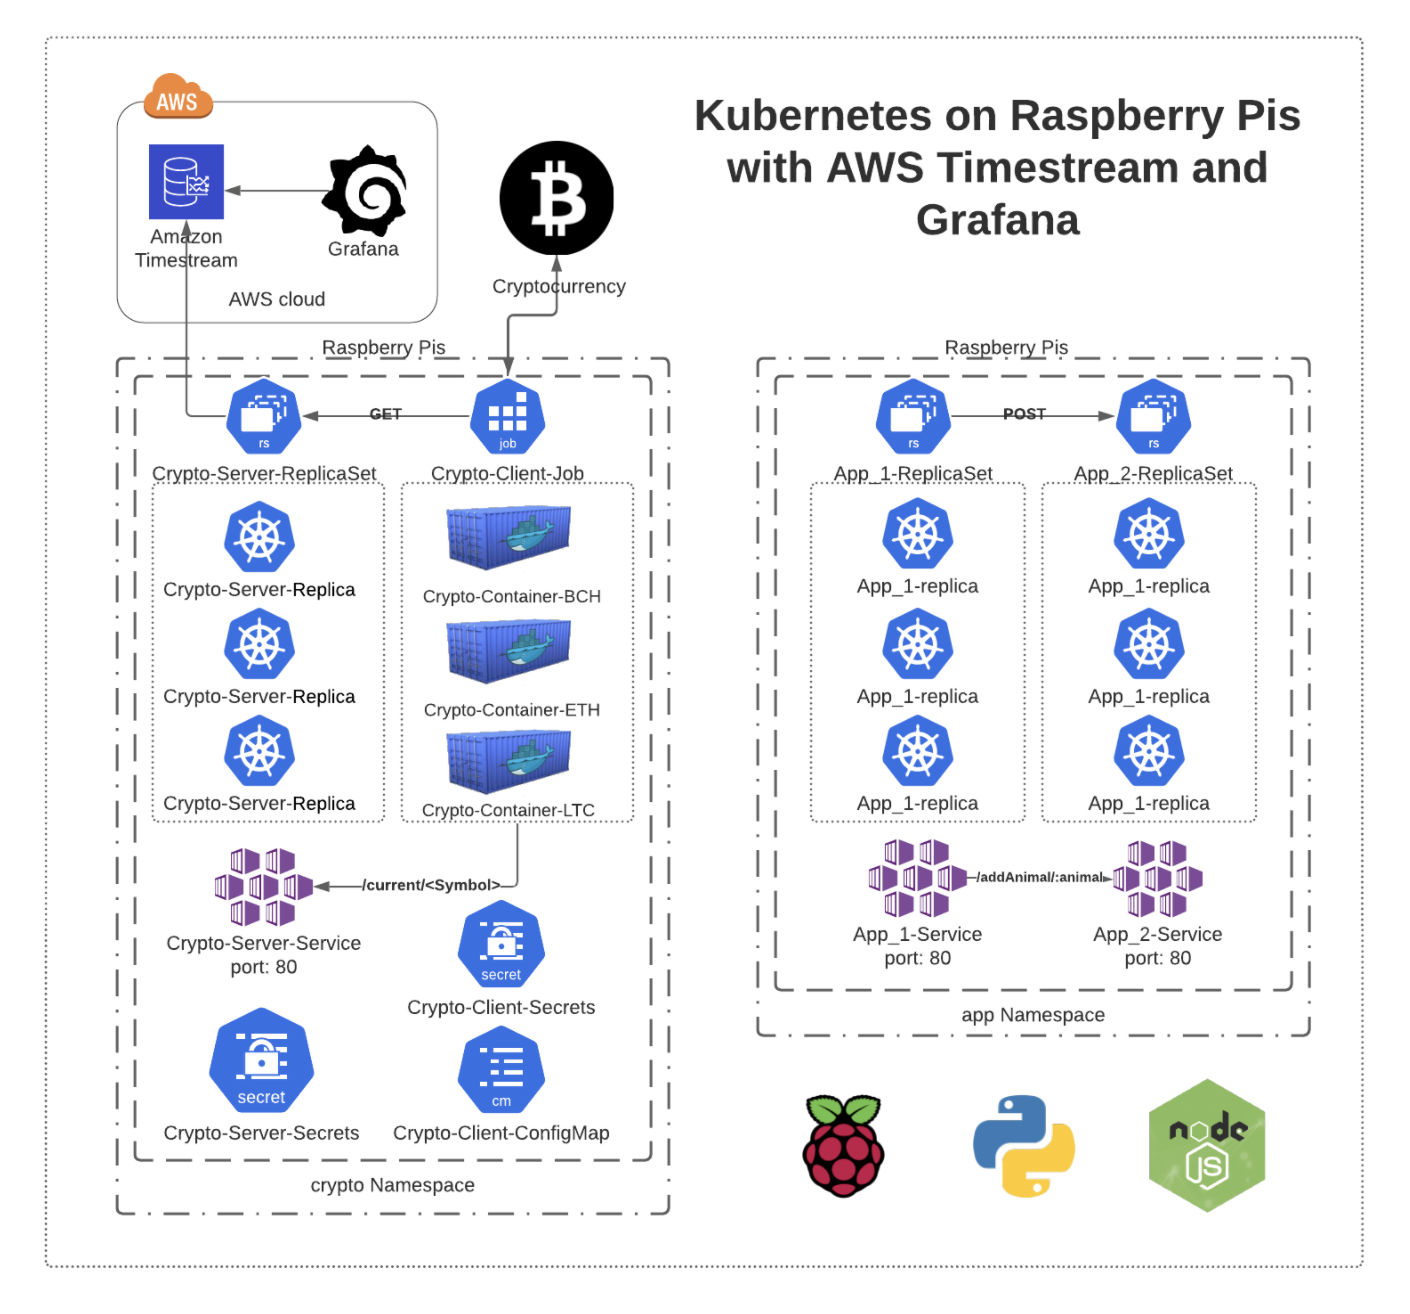 Kubernetes on Raspberry Pis
with AWS Timestream and
Grafana
AWS
Amazon
Timestream
Grafana
AWS cloud
Cryptocurrency
Raspberry Pis
rs
GET
job
Crypto-Server-ReplicaSet
Crypto-Client-Job
Crypto-Server-Replica
Crypto-Server-Replica
Crypto-Server-Replica
Crypto-Container-BCH
Crypto-Container-ETH
Crypto-Container-LTC
/current/<Symbol>
Crypto-Server-Service
port: 80
secret
Crypto-Client-Secrets
secret
Crypto-Server-Secrets
cm
Crypto-Client-ConfigMap
crypto Namespace
Raspberry Pis
rs
POST
rs
App_1-ReplicaSet
App_2-ReplicaSet
App_1-replica
App_1-replica
App_1-replica
App_1-replica
App_1-replica
App_1-replica
/addAnimal/:animal
App_1-Service
port: 80
App_2-Service
port: 80
app Namespace
node
JS